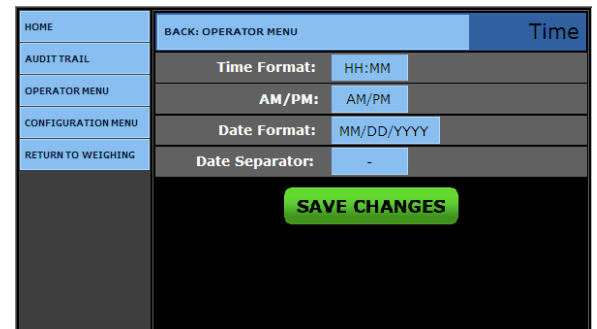 HOME
AUDIT TRAIL
OPERATOR MENU
CONFIGURATION MENU
RETURN TO WEIGHING
BACK: OPERATOR MENU
Time
Time Format: HH:MM
AM/PM: AM/PM
Date Format: MM/DD/YYYY
Date Separator: -
SAVE CHANGES